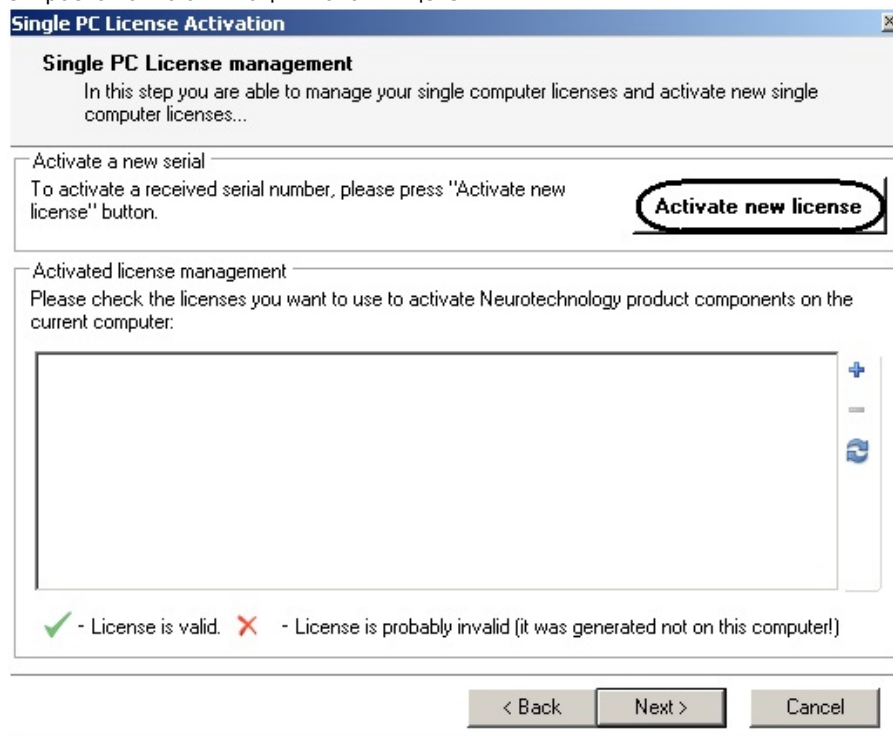 Single PC License Activation
Single PC License management
In this step you are able to manage your single computer licenses and activate new single
computer licenses...
Activate a new serial
To activate a received serial number, please press "Activate new
license" button.
Activate new license
Activated license management
Please check the licenses you want to use to activate Neurotechnology product components on the
current computer:
- License is valid. - License is probably invalid (it was generated not on this computer!)
< Back Next > Cancel